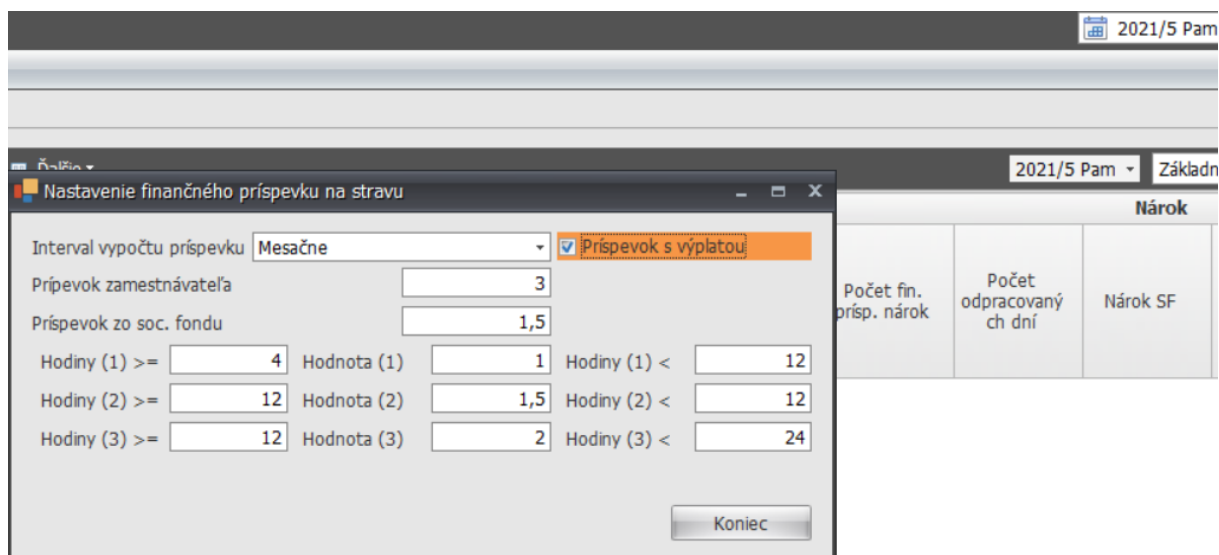 2021/5 Pam
Ďalšie
2021/5 Pam Základn
Nastavenie finančného príspevku na stravu
Nárok
Interval vypočtu príspevku Mesačne Príspevok s výplatou
Prípevok zamestnávateľa 3
Príspevok zo soc. fondu 1,5
Počet fin.
prísp. nárok
Počet
odpracovaný
ch dní
Nárok SF
Hodiny (1) >= 4 Hodnota (1) 1 Hodiny (1) < 12
Hodiny (2) >= 12 Hodnota (2) 1,5 Hodiny (2) < 12
Hodiny (3) >= 12 Hodnota (3) 2 Hodiny (3) < 24
Koniec